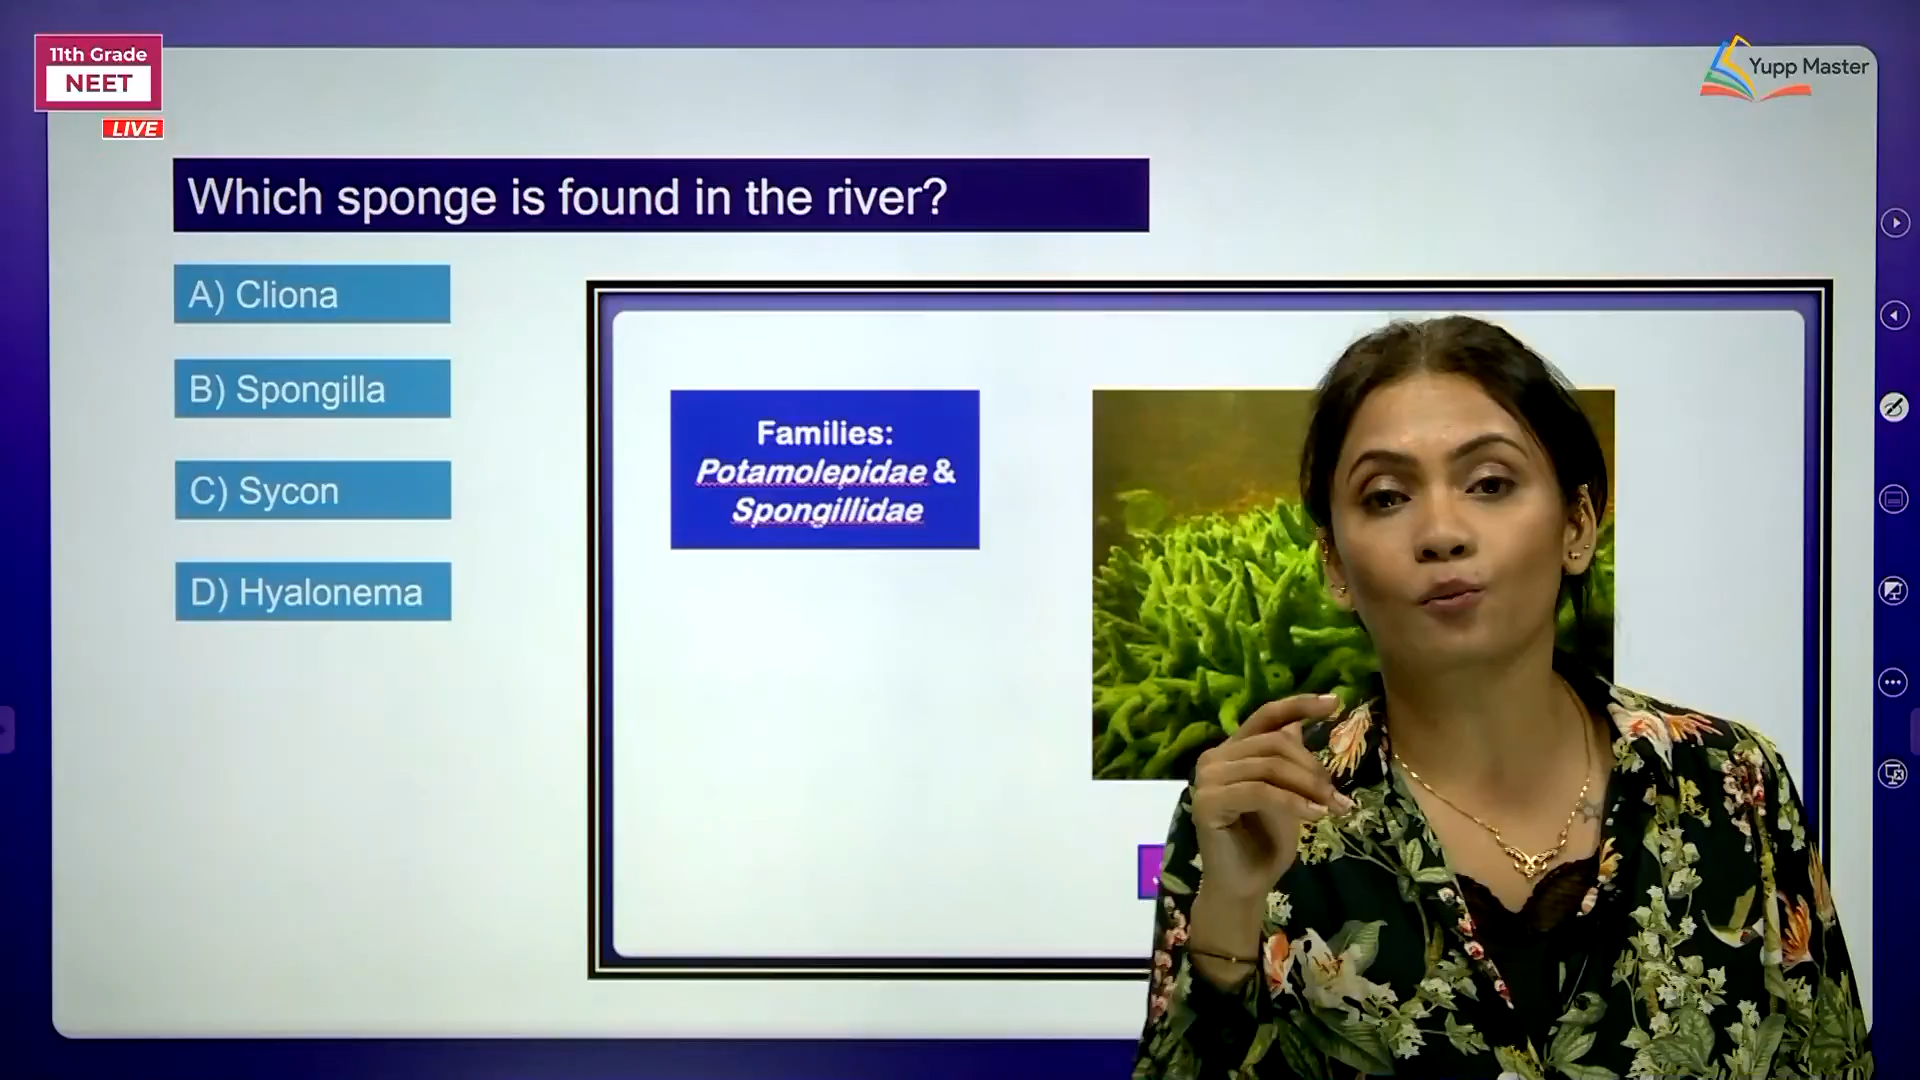 11th Grade
NEET
LIVE
Yupp Master
Which sponge is found in the river?
A) Cliona
B) Spongilla
C) Sycon
D) Hyalonema
Families:
Potamolepidae &
Spongillidae